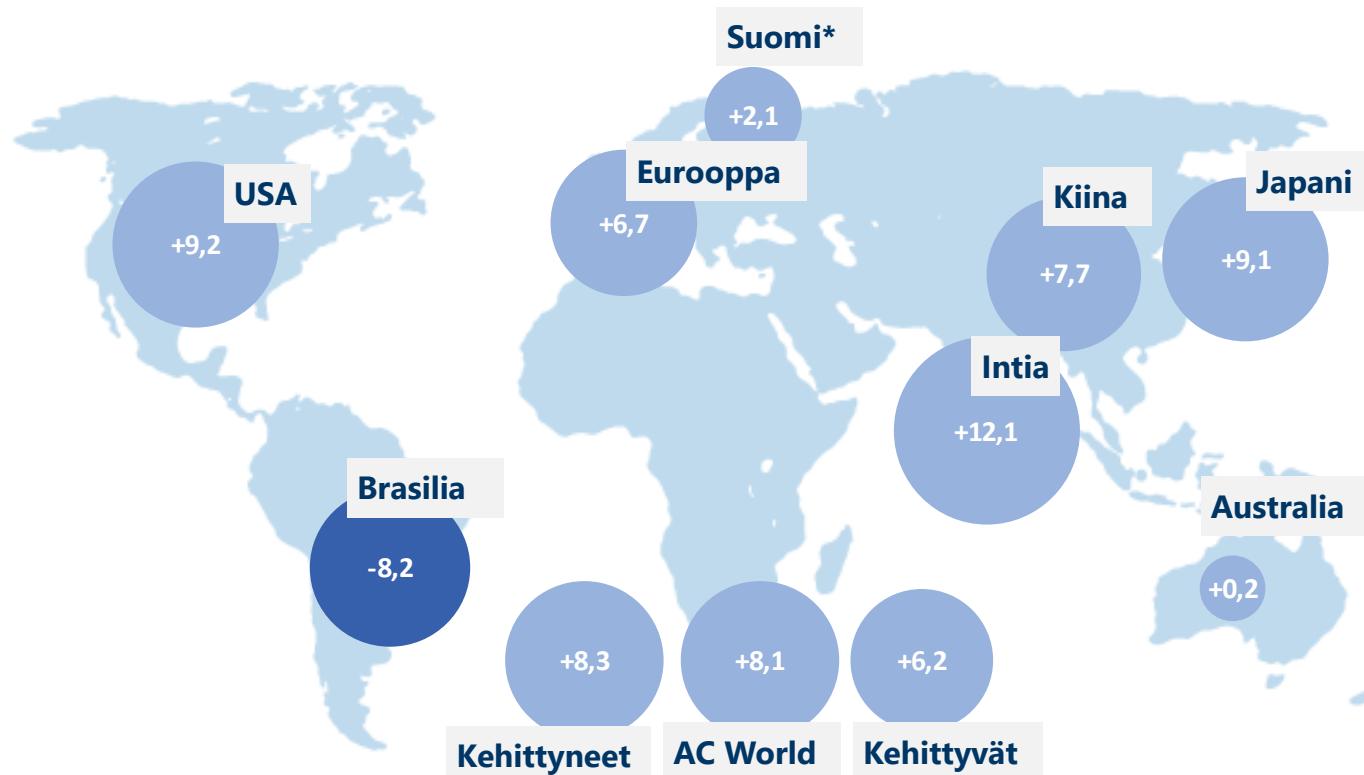 Suomi*
+2,1
USA
+9,2
Eurooppa
+6,7
Kiina
+7,7
Japani
+9,1
Intia
+12,1
Brasilia
-8,2
Australia
+0,2
+8,3
Kehittyneet
+8,1
AC World
+6,2
Kehittyvät